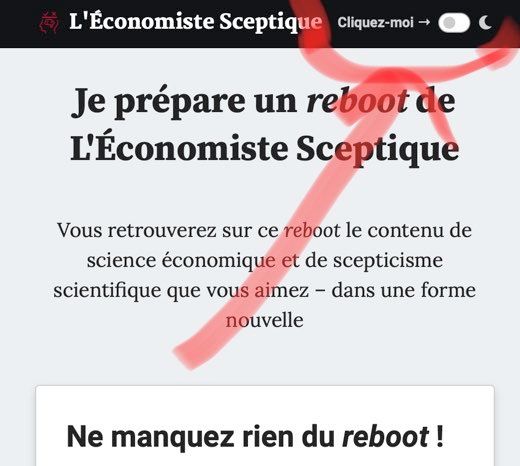 L'Économiste Sceptique Cliquez-moi →
Je prépare un reboot de
L'Économiste Sceptique
Vous retrouverez sur ce reboot le contenu de
science économique et de scepticisme
scientifique que vous aimez – dans une forme
nouvelle
Ne manquez rien du reboot !